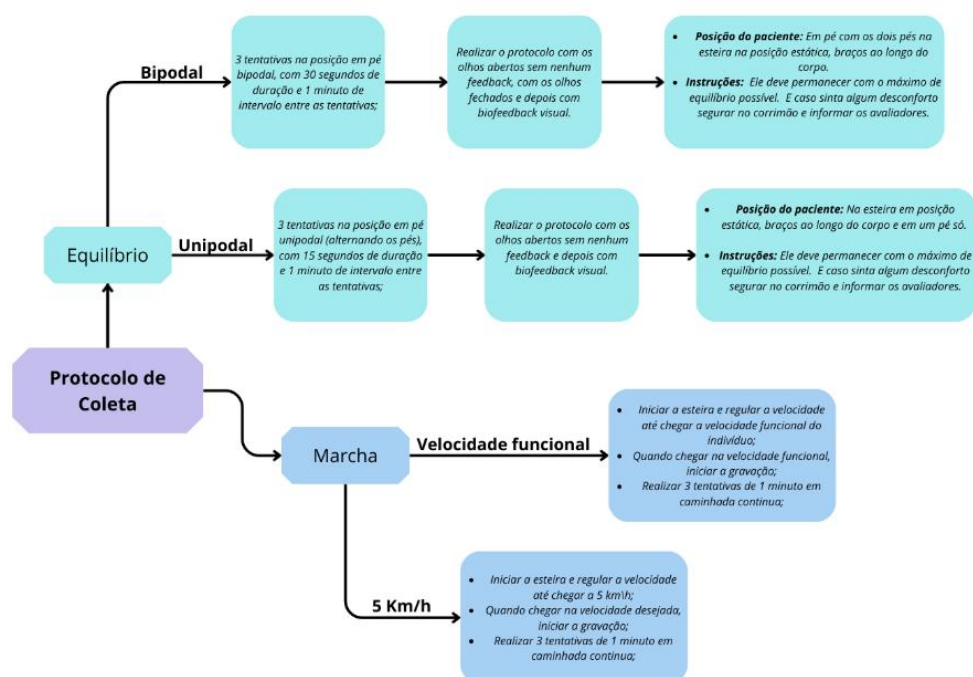 Bipodal
3 tentativas na posição em pé
bipodal, com 30 segundos de
duração e 1 minuto de
intervalo entre as tentativas;
Realizar o protocolo com os
olhos abertos sem nenhum
feedback, com os olhos
fechados e depois com
biofeedback visual.
• Posição do paciente: Em pé com os dois pés na
esteira na posição estática, braços ao longo do
corpo.
• Instruções: Ele deve permanecer com o máximo de
equilíbrio possível. E caso sinta algum desconforto
segurar no corrimão e informar os avaliadores.
Equilíbrio
Unipodal
3 tentativas na posição em pé
unipodal (alternando os pés),
com 15 segundos de duração
e 1 minuto de intervalo entre
as tentativas;
Realizar o protocolo com os
olhos abertos sem nenhum
feedback e depois com
biofeedback visual.
• Posição do paciente: Na esteira em posição
estática, braços ao longo do corpo e em um pé só.
• Instruções: Ele deve permanecer com o máximo de
equilíbrio possível. E caso sinta algum desconforto
segurar no corrimão e informar os avaliadores.
Protocolo de
Coleta
Marcha
Velocidade funcional
• Iniciar a esteira e regular a velocidade
até chegar a velocidade funcional do
indivíduo;
• Quando chegar na velocidade funcional,
iniciar a gravação;
• Realizar 3 tentativas de 1 minuto em
caminhada continua;
5 Km/h
• Iniciar a esteira e regular a velocidade
até chegar a 5 km\h;
• Quando chegar na velocidade desejada,
iniciar a gravação;
• Realizar 3 tentativas de 1 minuto em
caminhada continua;